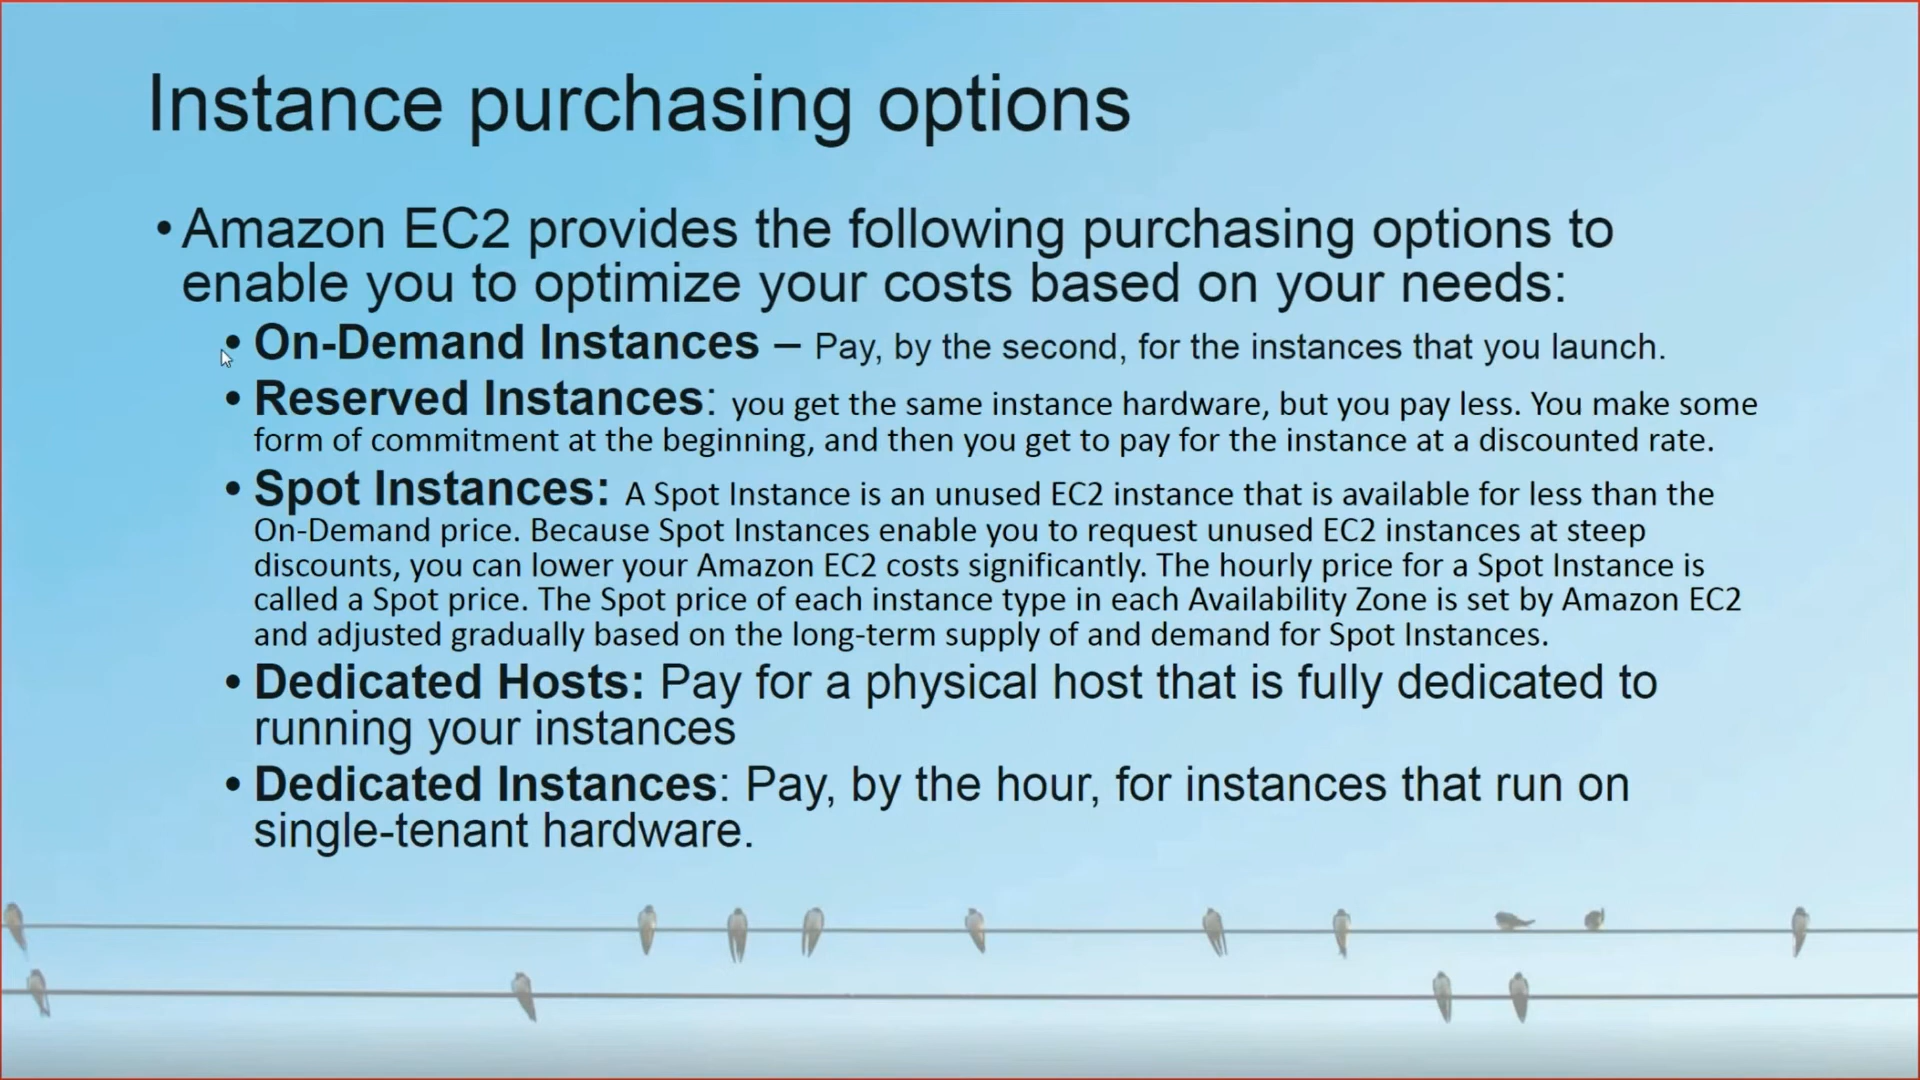 Instance purchasing options
• Amazon EC2 provides the following purchasing options to
enable you to optimize your costs based on your needs:
• On-Demand Instances – Pay, by the second, for the instances that you launch.
• Reserved Instances: you get the same instance hardware, but you pay less. You make some
form of commitment at the beginning, and then you get to pay for the instance at a discounted rate.
• Spot Instances: A Spot Instance is an unused EC2 instance that is available for less than the
On-Demand price. Because Spot Instances enable you to request unused EC2 instances at steep
discounts, you can lower your Amazon EC2 costs significantly. The hourly price for a Spot Instance is
called a Spot price. The Spot price of each instance type in each Availability Zone is set by Amazon EC2
and adjusted gradually based on the long-term supply of and demand for Spot Instances.
• Dedicated Hosts: Pay for a physical host that is fully dedicated to
running your instances
• Dedicated Instances: Pay, by the hour, for instances that run on
single-tenant hardware.